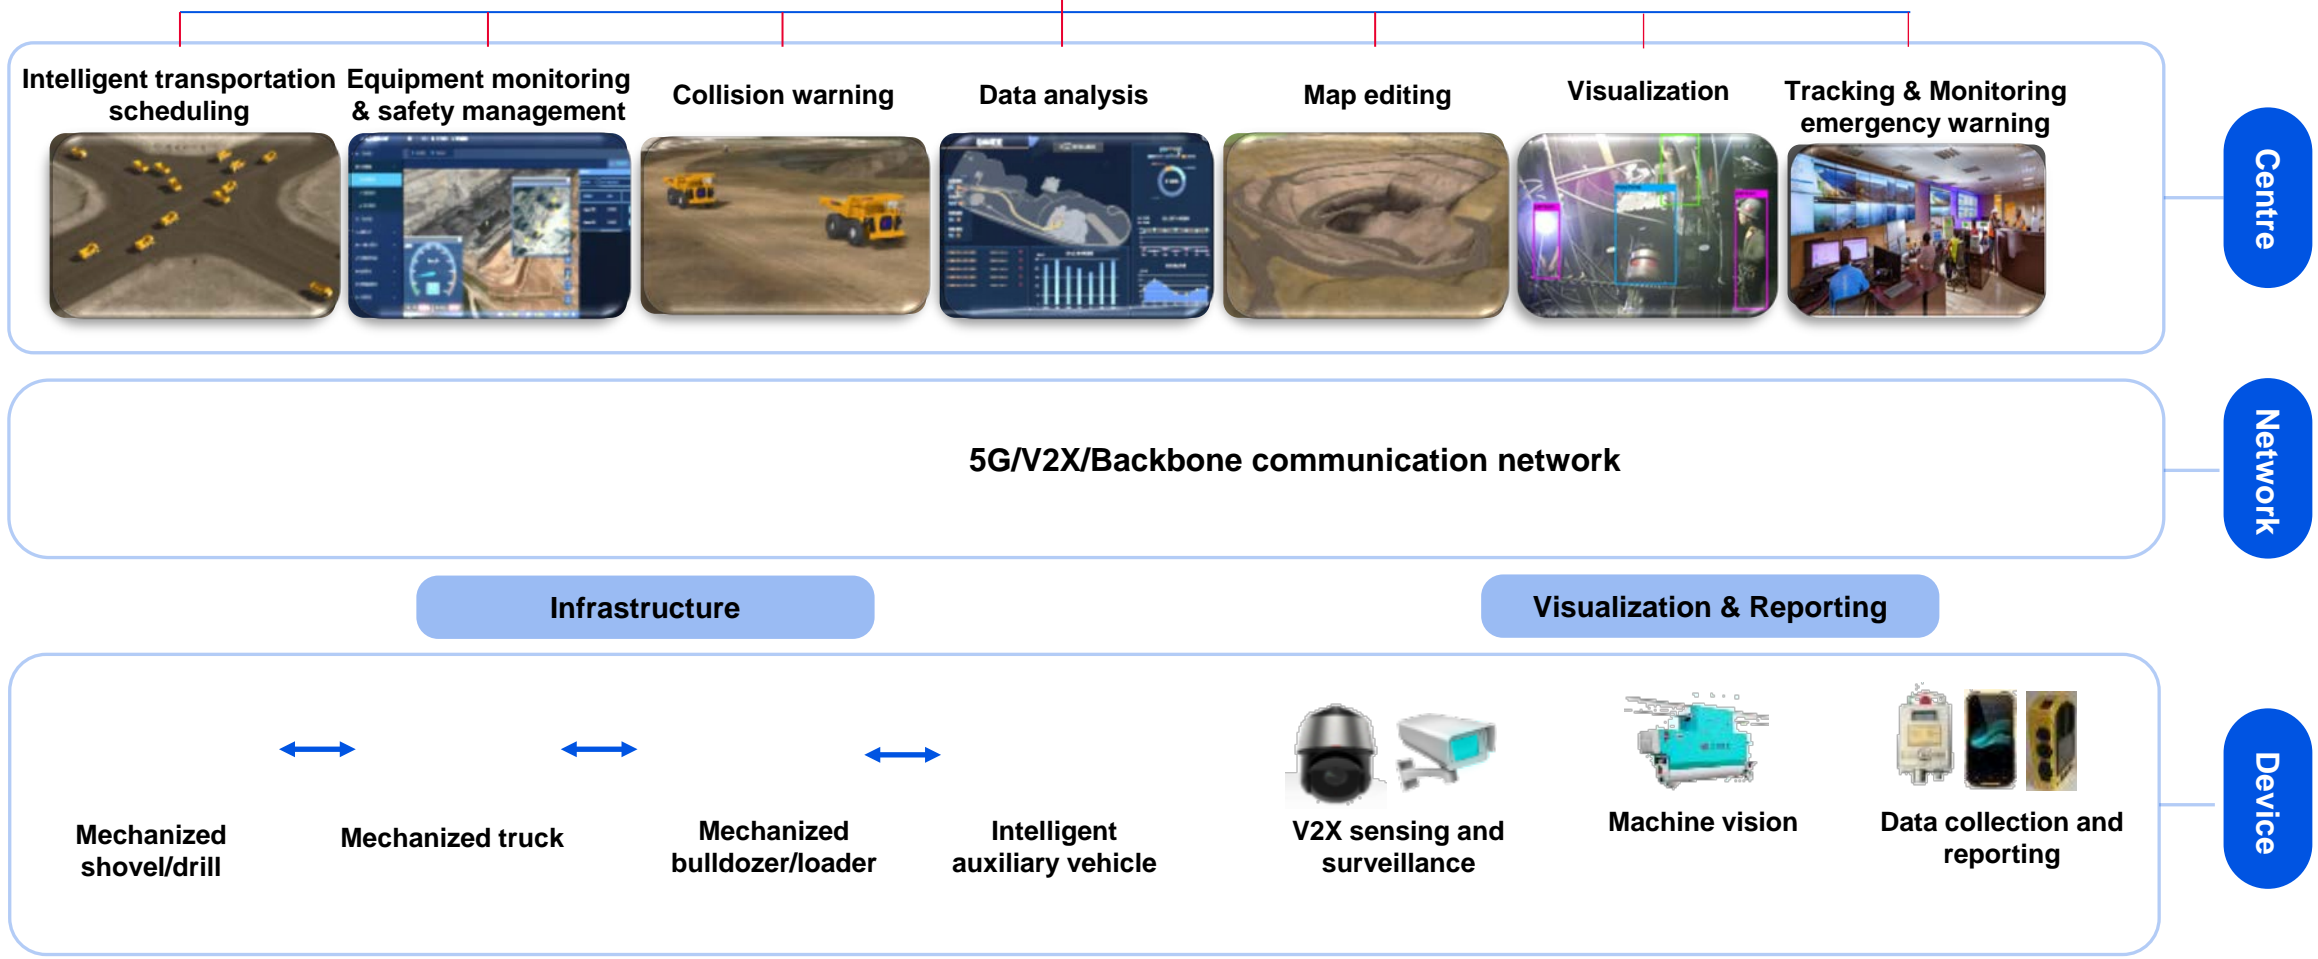 Intelligent transportation
scheduling
Equipment monitoring
& safety management
Collision warning
Data analysis
Map editing
Visualization
Tracking & Monitoring
emergency warning
Centre
5G/V2X/Backbone communication network
Network
Infrastructure
Visualization & Reporting
Mechanized
shovel/drill
Mechanized truck
Mechanized
bulldozer/loader
Intelligent
auxiliary vehicle
V2X sensing and
surveillance
Machine vision
Data collection and
reporting
Device